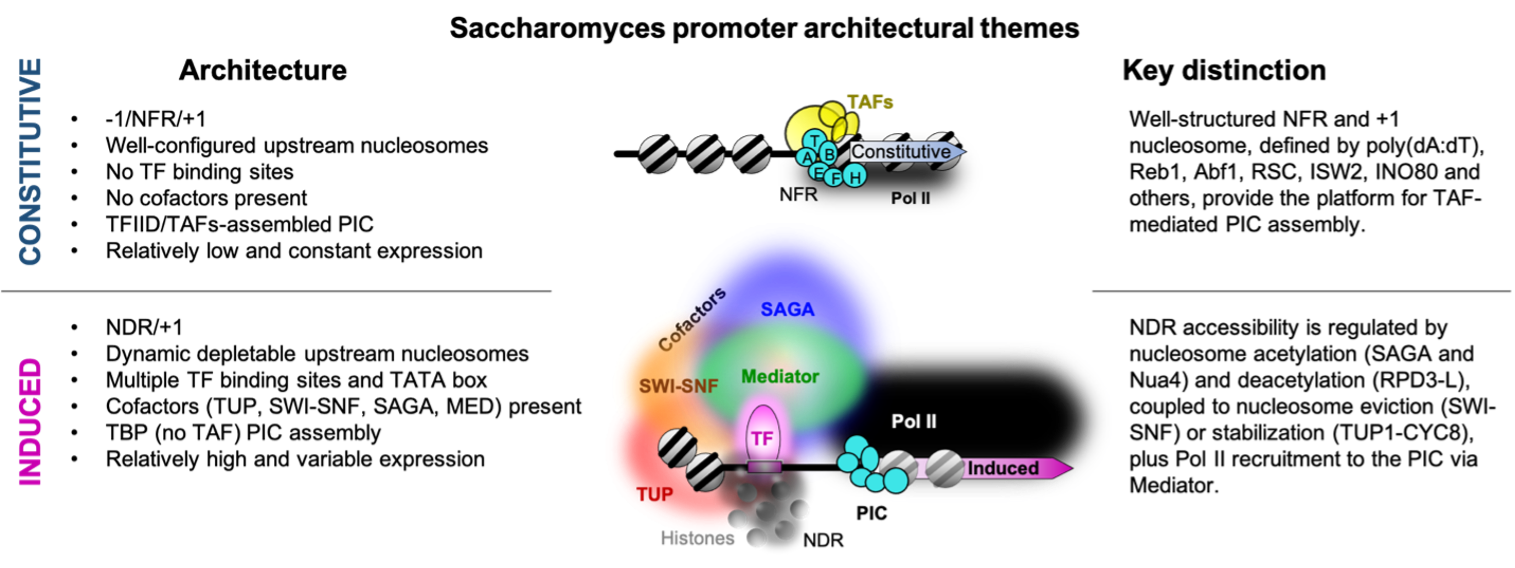 Saccharomyces promoter architectural themes
CONSTITUTIVE
Architecture
• -1/NFR/+1
• Well-configured upstream nucleosomes
• No TF binding sites
• No cofactors present
• TFIID/TAFs-assembled PIC
• Relatively low and constant expression
TAFs
T
A
B
E
F
H
Constitutive
NFR
Pol II
Key distinction
Well-structured NFR and +1
nucleosome, defined by poly(dA:dT),
Reb1, Abf1, RSC, ISW2, INO80 and
others, provide the platform for TAF-
mediated PIC assembly.
INDUCED
• NDR/+1
• Dynamic depletable upstream nucleosomes
• Multiple TF binding sites and TATA box
• Cofactors (TUP, SWI-SNF, SAGA, MED) present
• TBP (no TAF) PIC assembly
• Relatively high and variable expression
Cofactors
SAGA
SWI-SNF
Mediator
TF
Pol II
Induced
TUP
PIC
Histones
NDR
NDR accessibility is regulated by
nucleosome acetylation (SAGA and
Nua4) and deacetylation (RPD3-L),
coupled to nucleosome eviction (SWI-
SNF) or stabilization (TUP1-CYC8),
plus Pol II recruitment to the PIC via
Mediator.